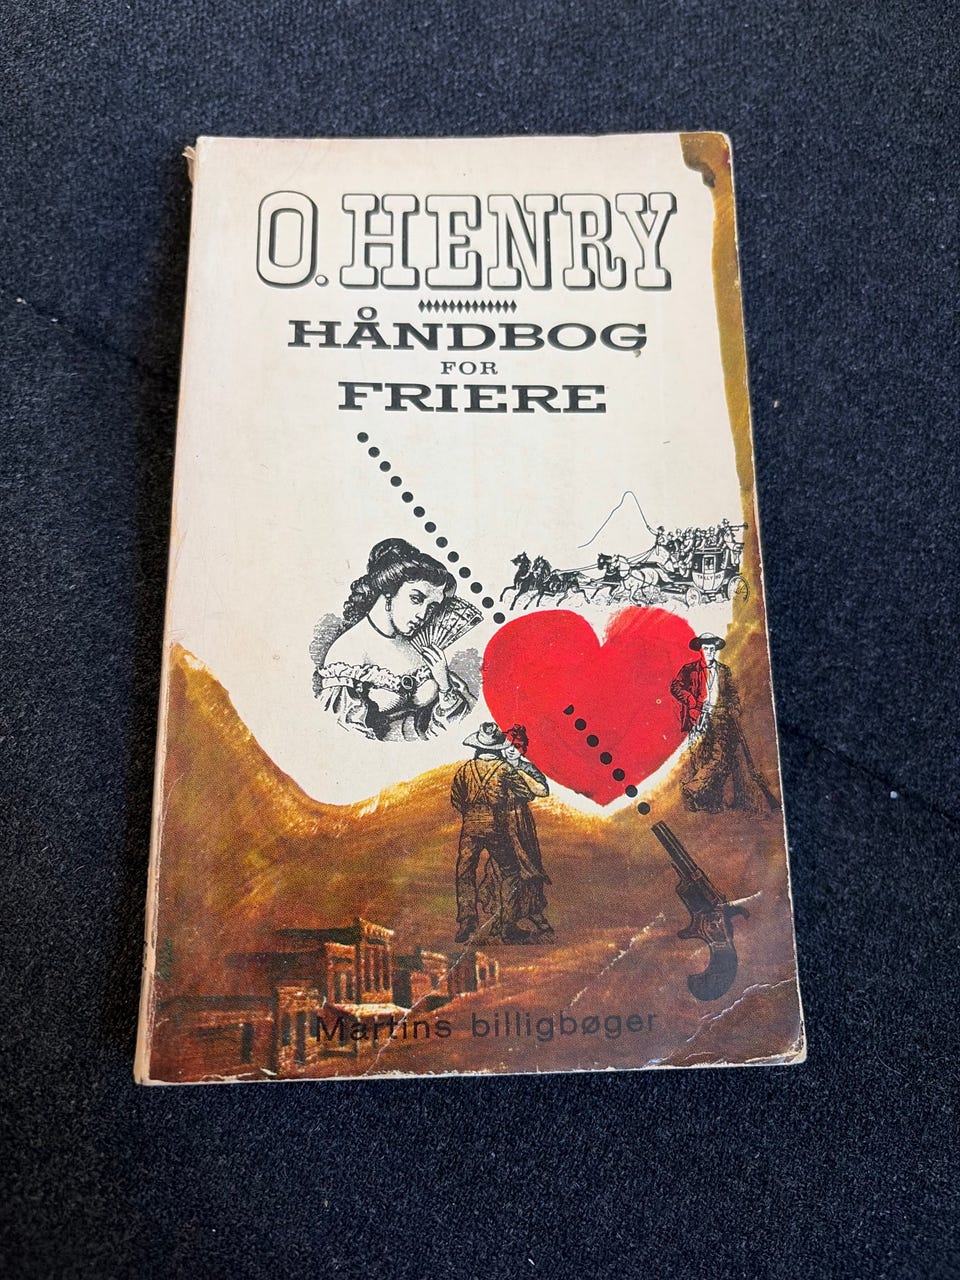 O. HENRY
HÅNDBOG
FOR
FRIERE
Martins billigbøger